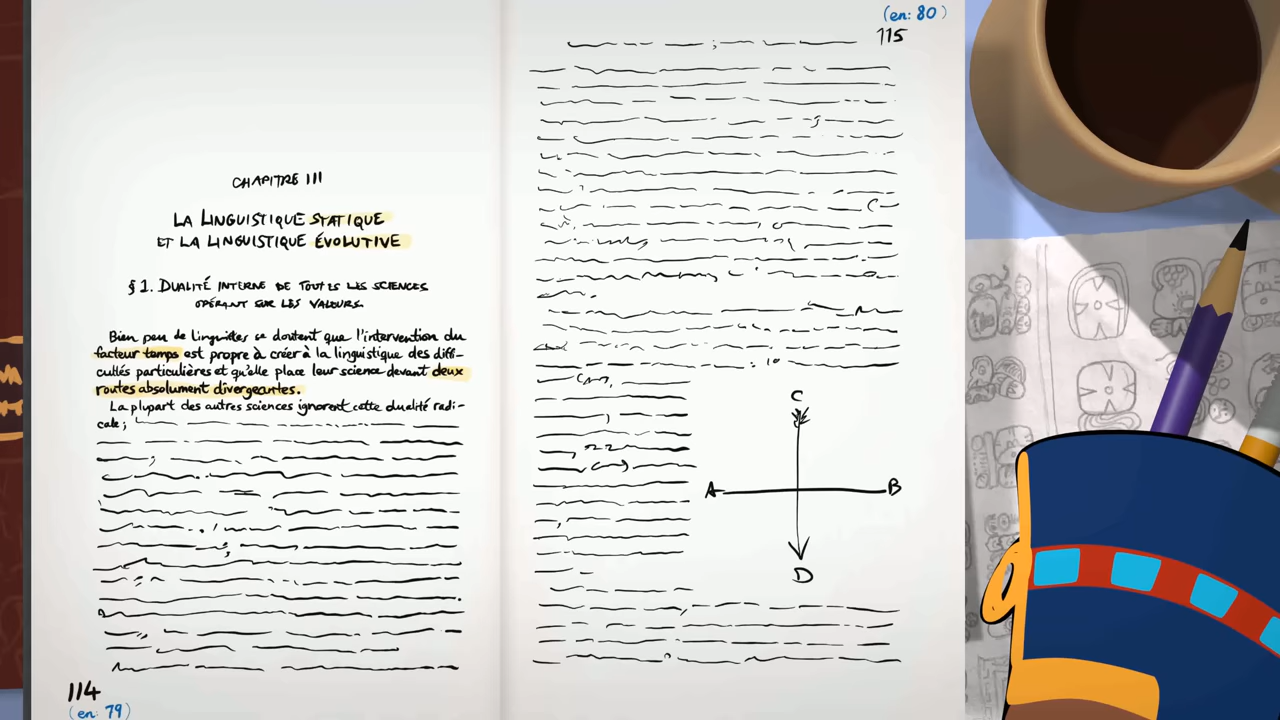 CHAPITRE III
LA LINGUISTIQUE STATIQUE
ET LA LINGUISTIQUE ÉVOLUTIVE
§ 1. DUALITÉ INTERNE DE TOUTES LES SCIENCES
OPÉRANT SUR LES VALEURS.
Bien peu de linguistes se doutent que l'intervention du
facteur temps est propre à créer à la linguistique des diffi-
cultés particulières et qu'elle place leur science devant deux
routes absolument divergeantes.
La plupart des autres sciences ignorent cette dualité radi-
cale;
114
(en: 79)
(en: 80)
115
C
A B
D